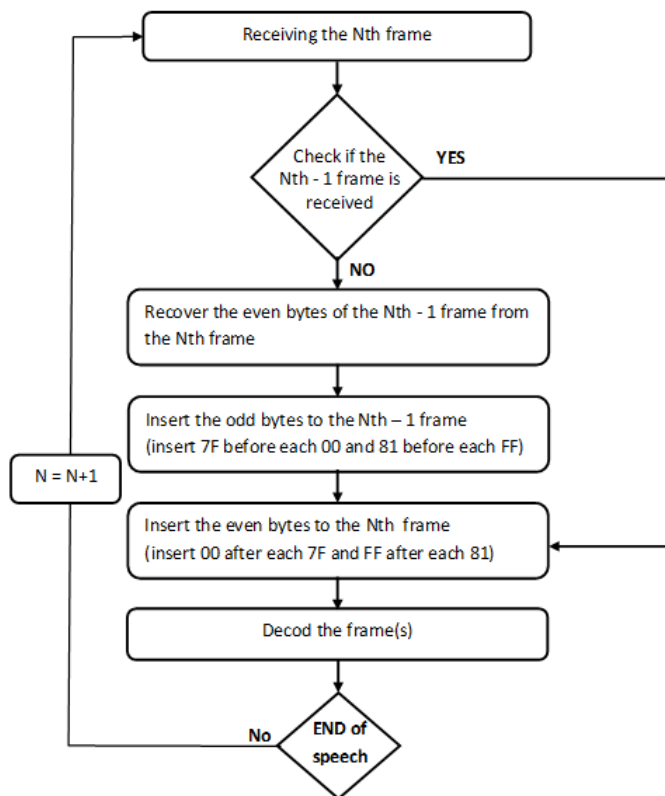 Receiving the Nth frame
Check if the
Nth - 1 frame is
received
YES
NO
Recover the even bytes of the Nth - 1 frame from
the Nth frame
Insert the odd bytes to the Nth – 1 frame
(insert 7F before each 00 and 81 before each FF)
N = N+1
Insert the even bytes to the Nth frame
(insert 00 after each 7F and FF after each 81)
Decod the frame(s)
No
END of
speech